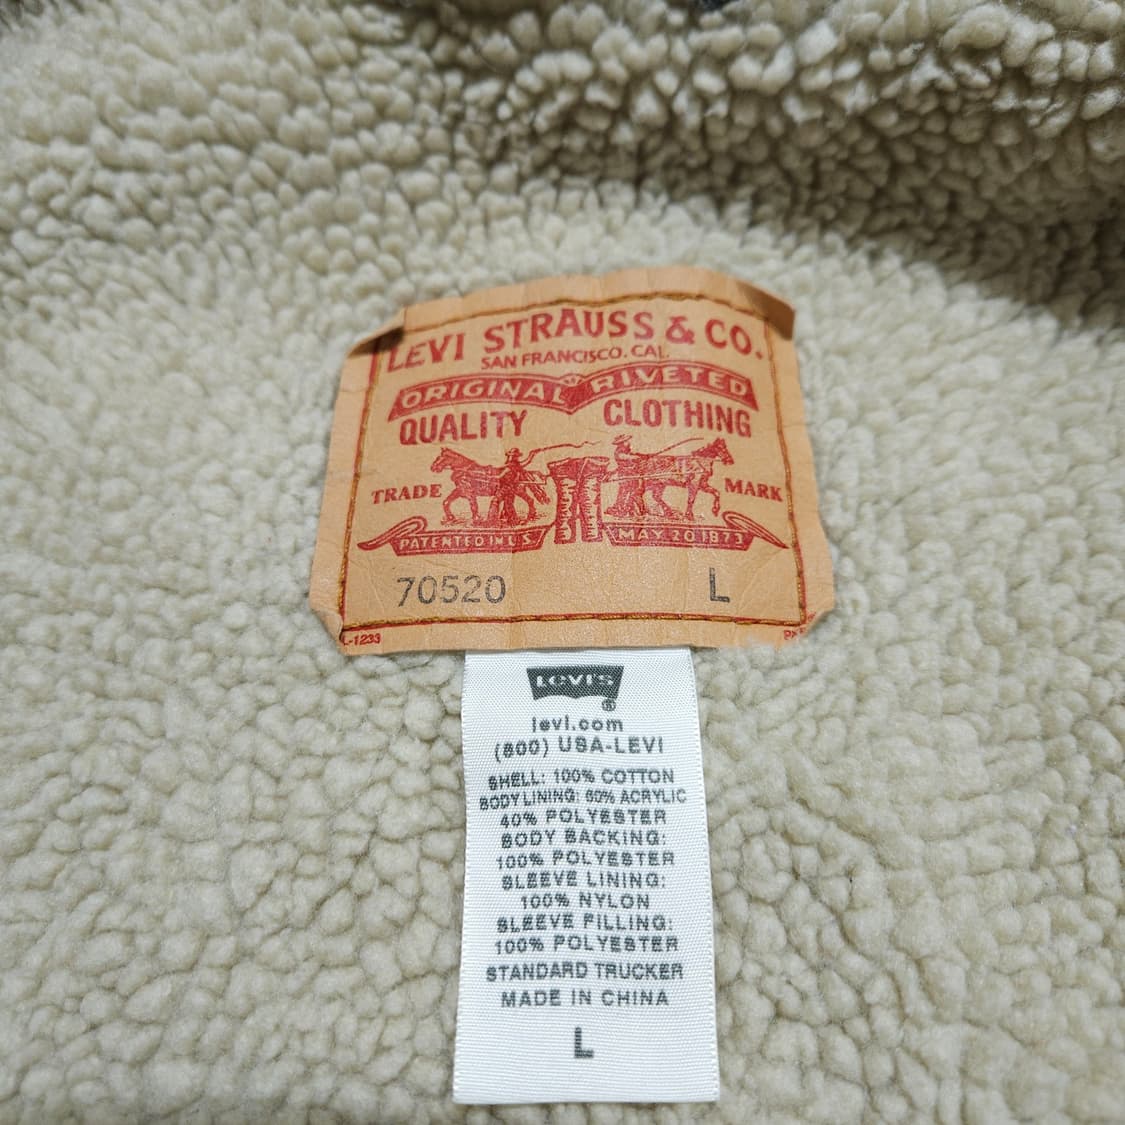 LEVI STRAUSS & CO.
SAN FRANCISCO. CAL.
ORIGINAL RIVETED
QUALITY CLOTHING
TRADE MARK
PATENTED IN U.S. MAY 20 1873
70520 L
L-1233
LEVI'S
®
levi.com
(800) USA-LEVI
SHELL: 100% COTTON
BODY LINING: 60% ACRYLIC
40% POLYESTER
BODY BACKING:
100% POLYESTER
SLEEVE LINING:
100% NYLON
SLEEVE FILLING:
100% POLYESTER
STANDARD TRUCKER
MADE IN CHINA
L